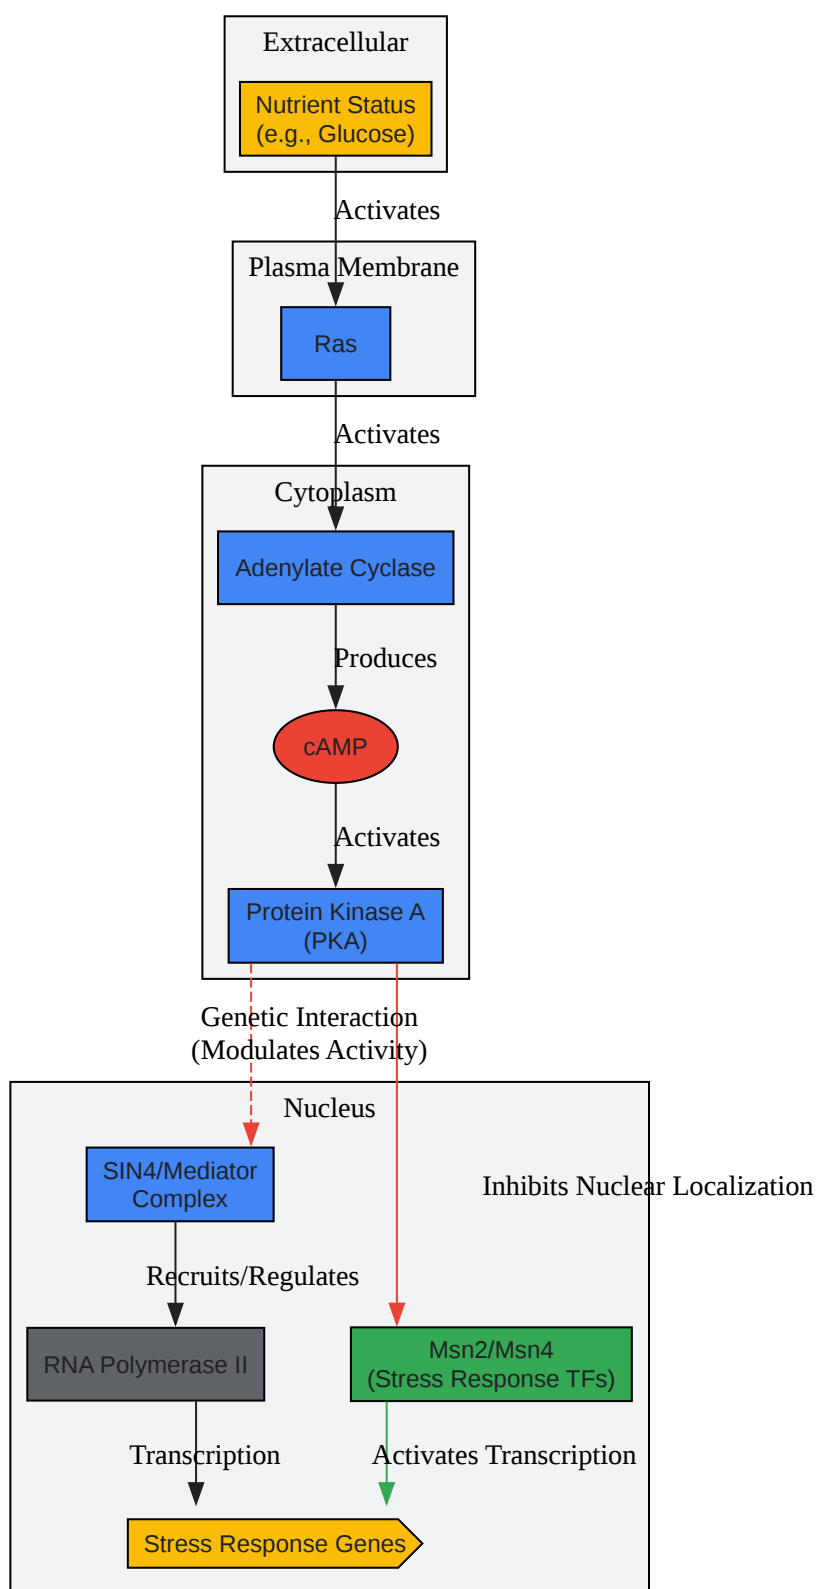 Extracellular
Nutrient Status
(e.g., Glucose)
Activates
Plasma Membrane
Ras
Activates
Cytoplasm
Adenylate Cyclase
Produces
cAMP
Activates
Protein Kinase A
(PKA)
Genetic Interaction
(Modulates Activity)
Nucleus
SIN4/Mediator
Complex
Inhibits Nuclear Localization
Recruits/Regulates
RNA Polymerase II
Msn2/Msn4
(Stress Response TFs)
Transcription
Activates Transcription
Stress Response Genes